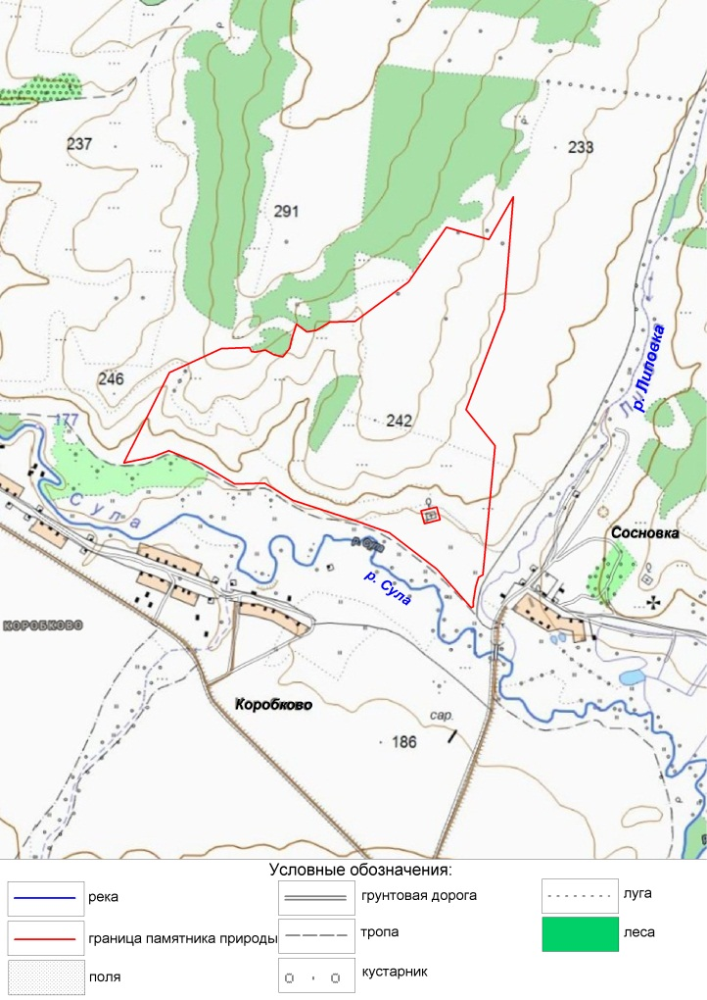 237
233
291
р. Липовка
Ли
246
177
242
Сула
Сосновка
р. Сула
КОРОБКОВО
Коробково
сар.
186
Условные обозначения:
река
грунтовая дорога
луга
граница памятника природы
тропа
леса
поля
кустарник